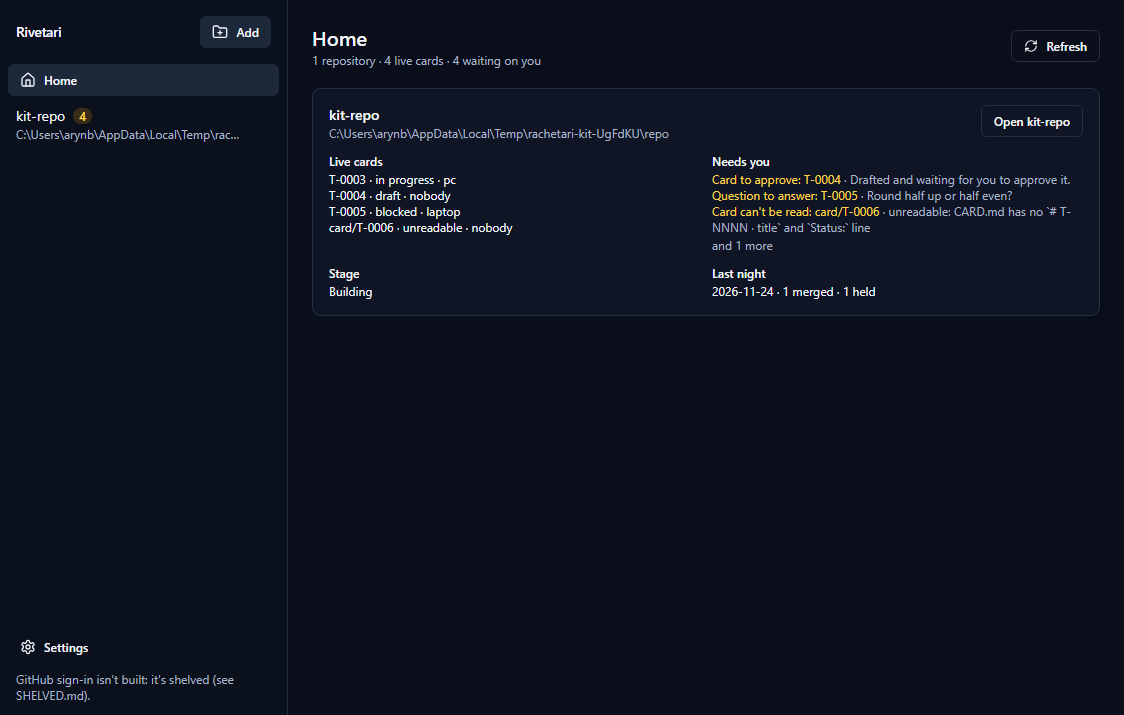 Rivetari
Add
Home
kit-repo 4
C:\Users\arynb\AppData\Local\Temp\rac...
Settings
GitHub sign-in isn't built: it's shelved (see
SHELVED.md).
Home
1 repository · 4 live cards · 4 waiting on you
Refresh
kit-repo
C:\Users\arynb\AppData\Local\Temp\rachetari-kit-UgFdKU\repo
Open kit-repo
Live cards
T-0003 · in progress · pc
T-0004 · draft · nobody
T-0005 · blocked · laptop
card/T-0006 · unreadable · nobody
Needs you
Card to approve: T-0004 · Drafted and waiting for you to approve it.
Question to answer: T-0005 · Round half up or half even?
Card can't be read: card/T-0006 · unreadable: CARD.md has no `# T-
NNNN · title` and `Status:` line
and 1 more
Stage
Building
Last night
2026-11-24 · 1 merged · 1 held